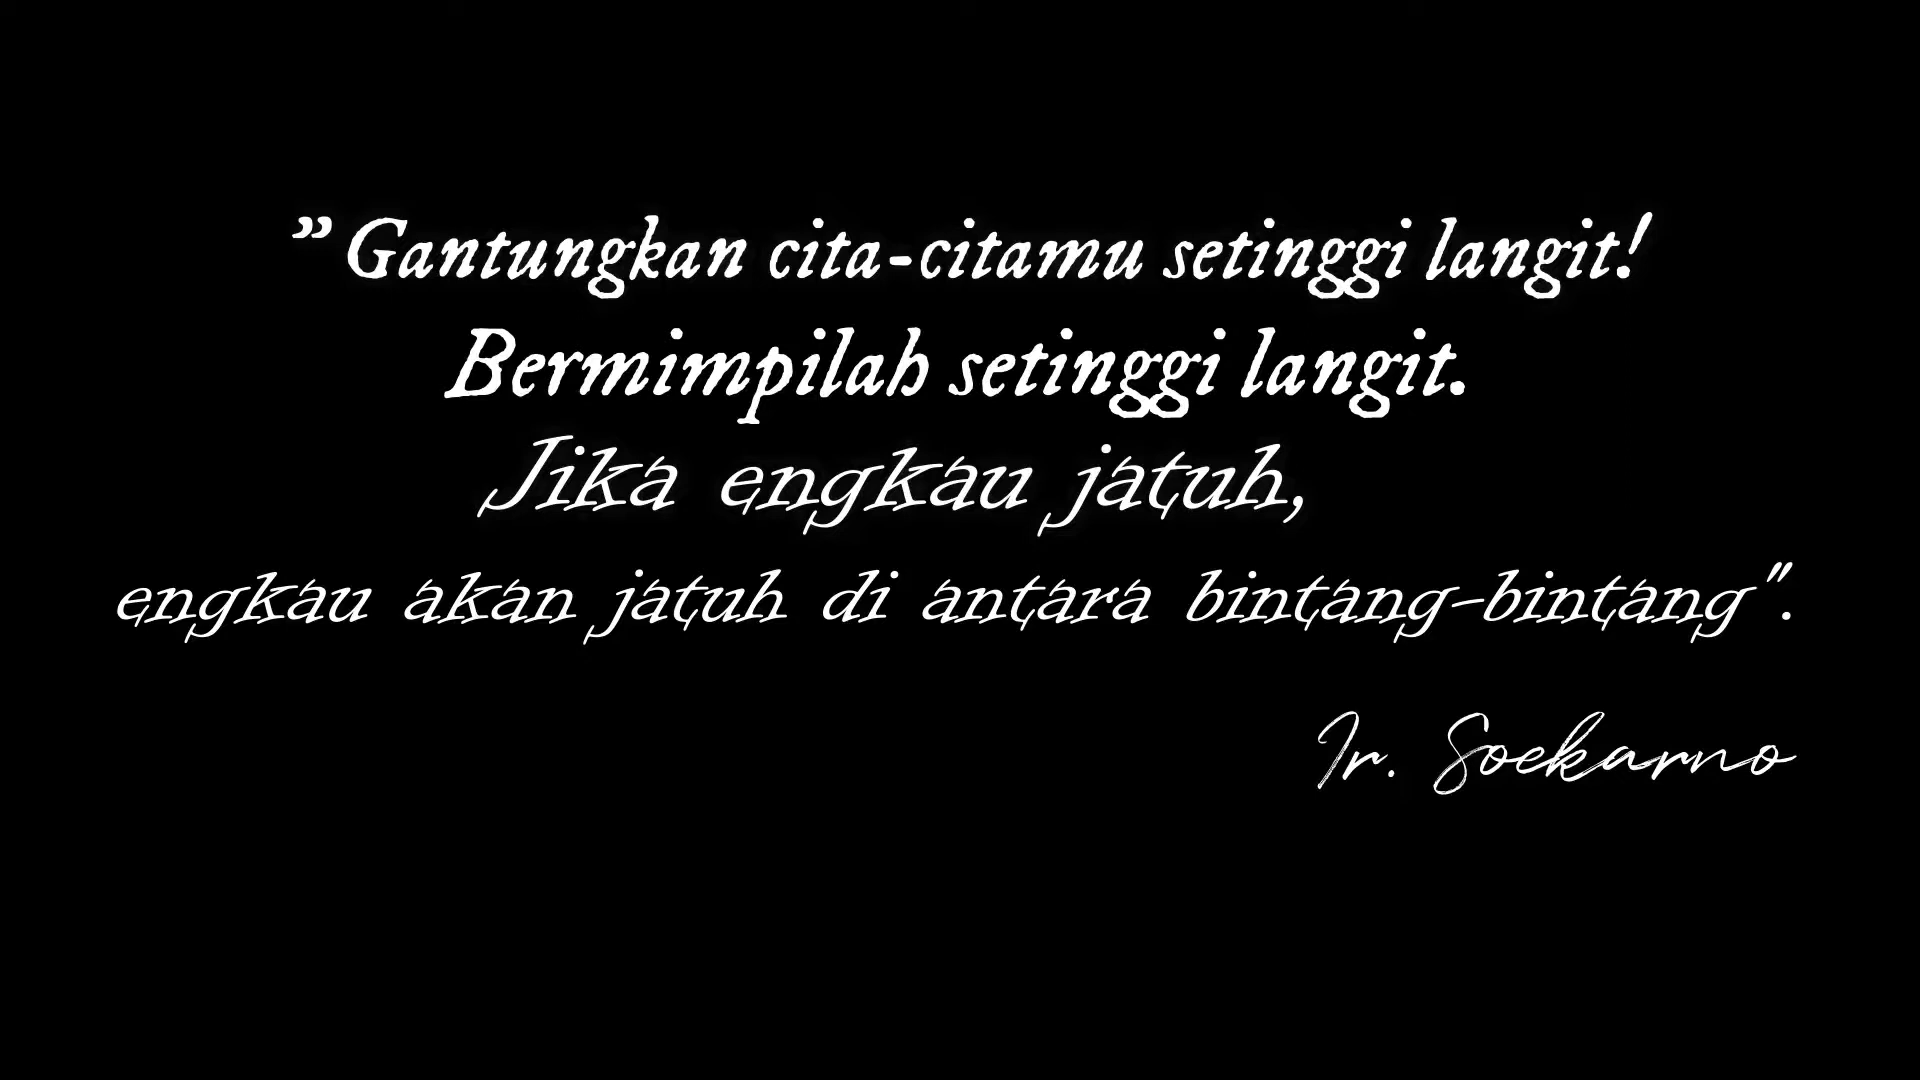 ” Gantungkan cita-citamu setinggi langit!
Bermimpilah setinggi langit.
Jika engkau jatuh,
engkau akan jatuh di antara bintang-bintang".
Ir. Soekarno